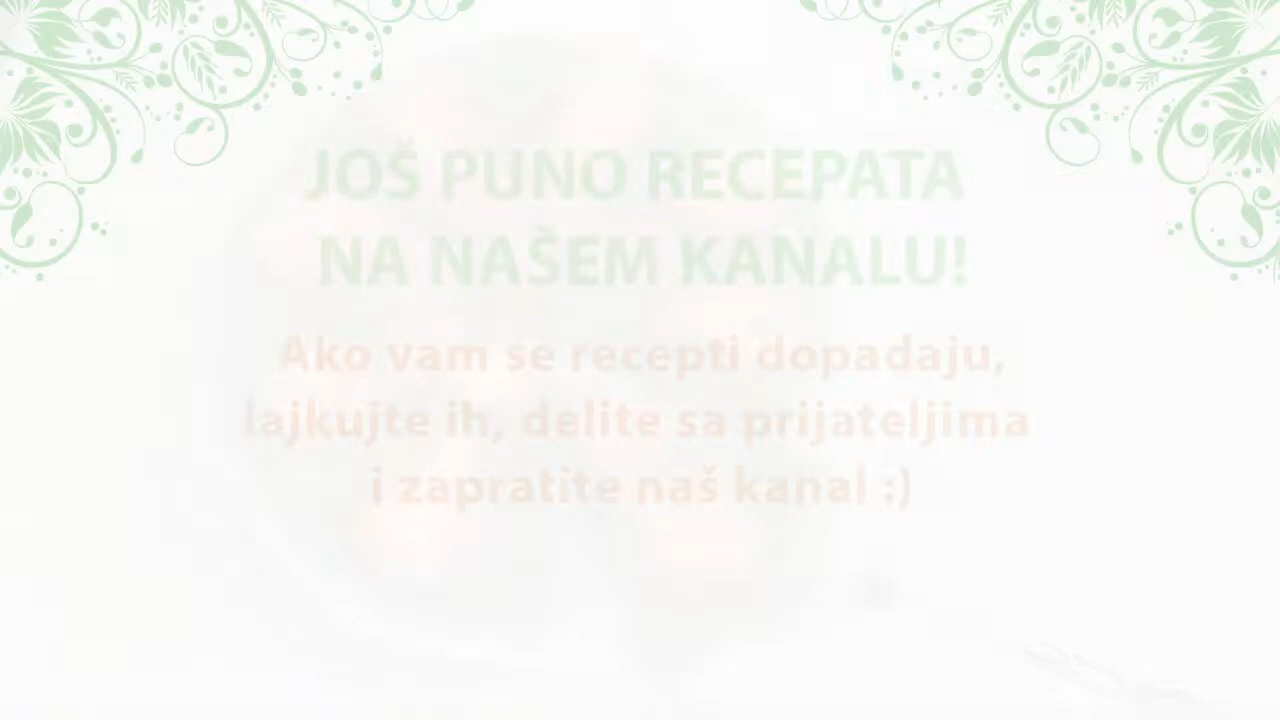 JOŠ PUNO RECEPATA
NA NAŠEM KANALU!
Ako vam se recepti dopadaju,
lajkujte ih, delite sa prijateljima
i zapratite naš kanal :)